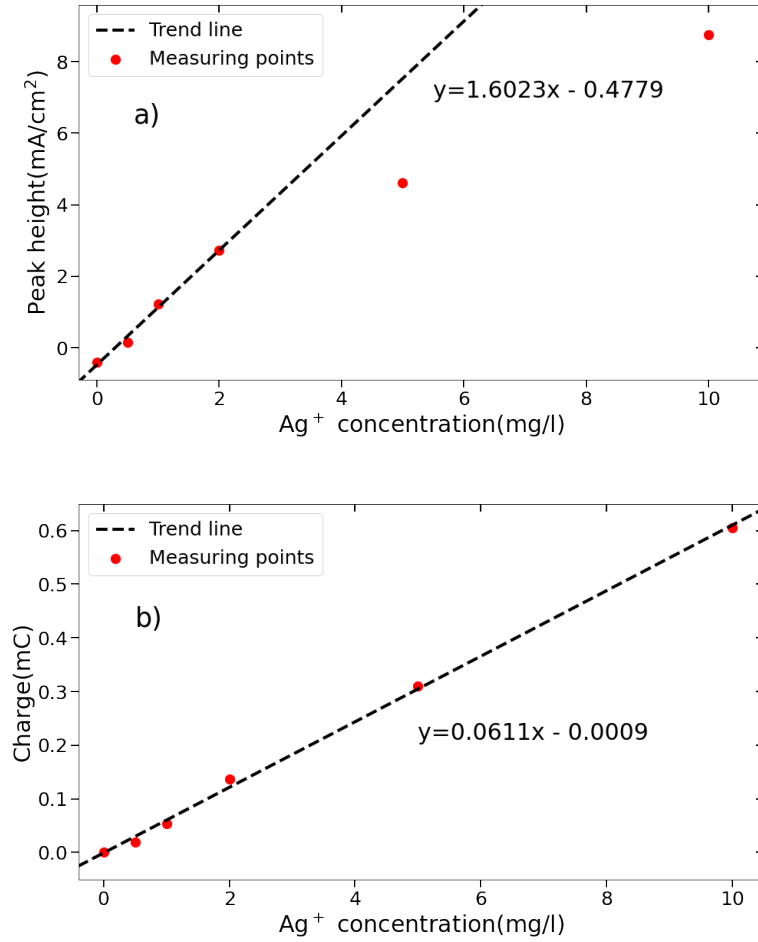 Trend line
Measuring points
a)
y=1.6023x - 0.4779
Peak height(mA/cm²)
8
6
4
2
0
0 2 4 6 8 10
Ag⁺ concentration(mg/l)
Trend line
Measuring points
b)
y=0.0611x - 0.0009
Charge(mC)
0.6
0.5
0.4
0.3
0.2
0.1
0.0
0 2 4 6 8 10
Ag⁺ concentration(mg/l)